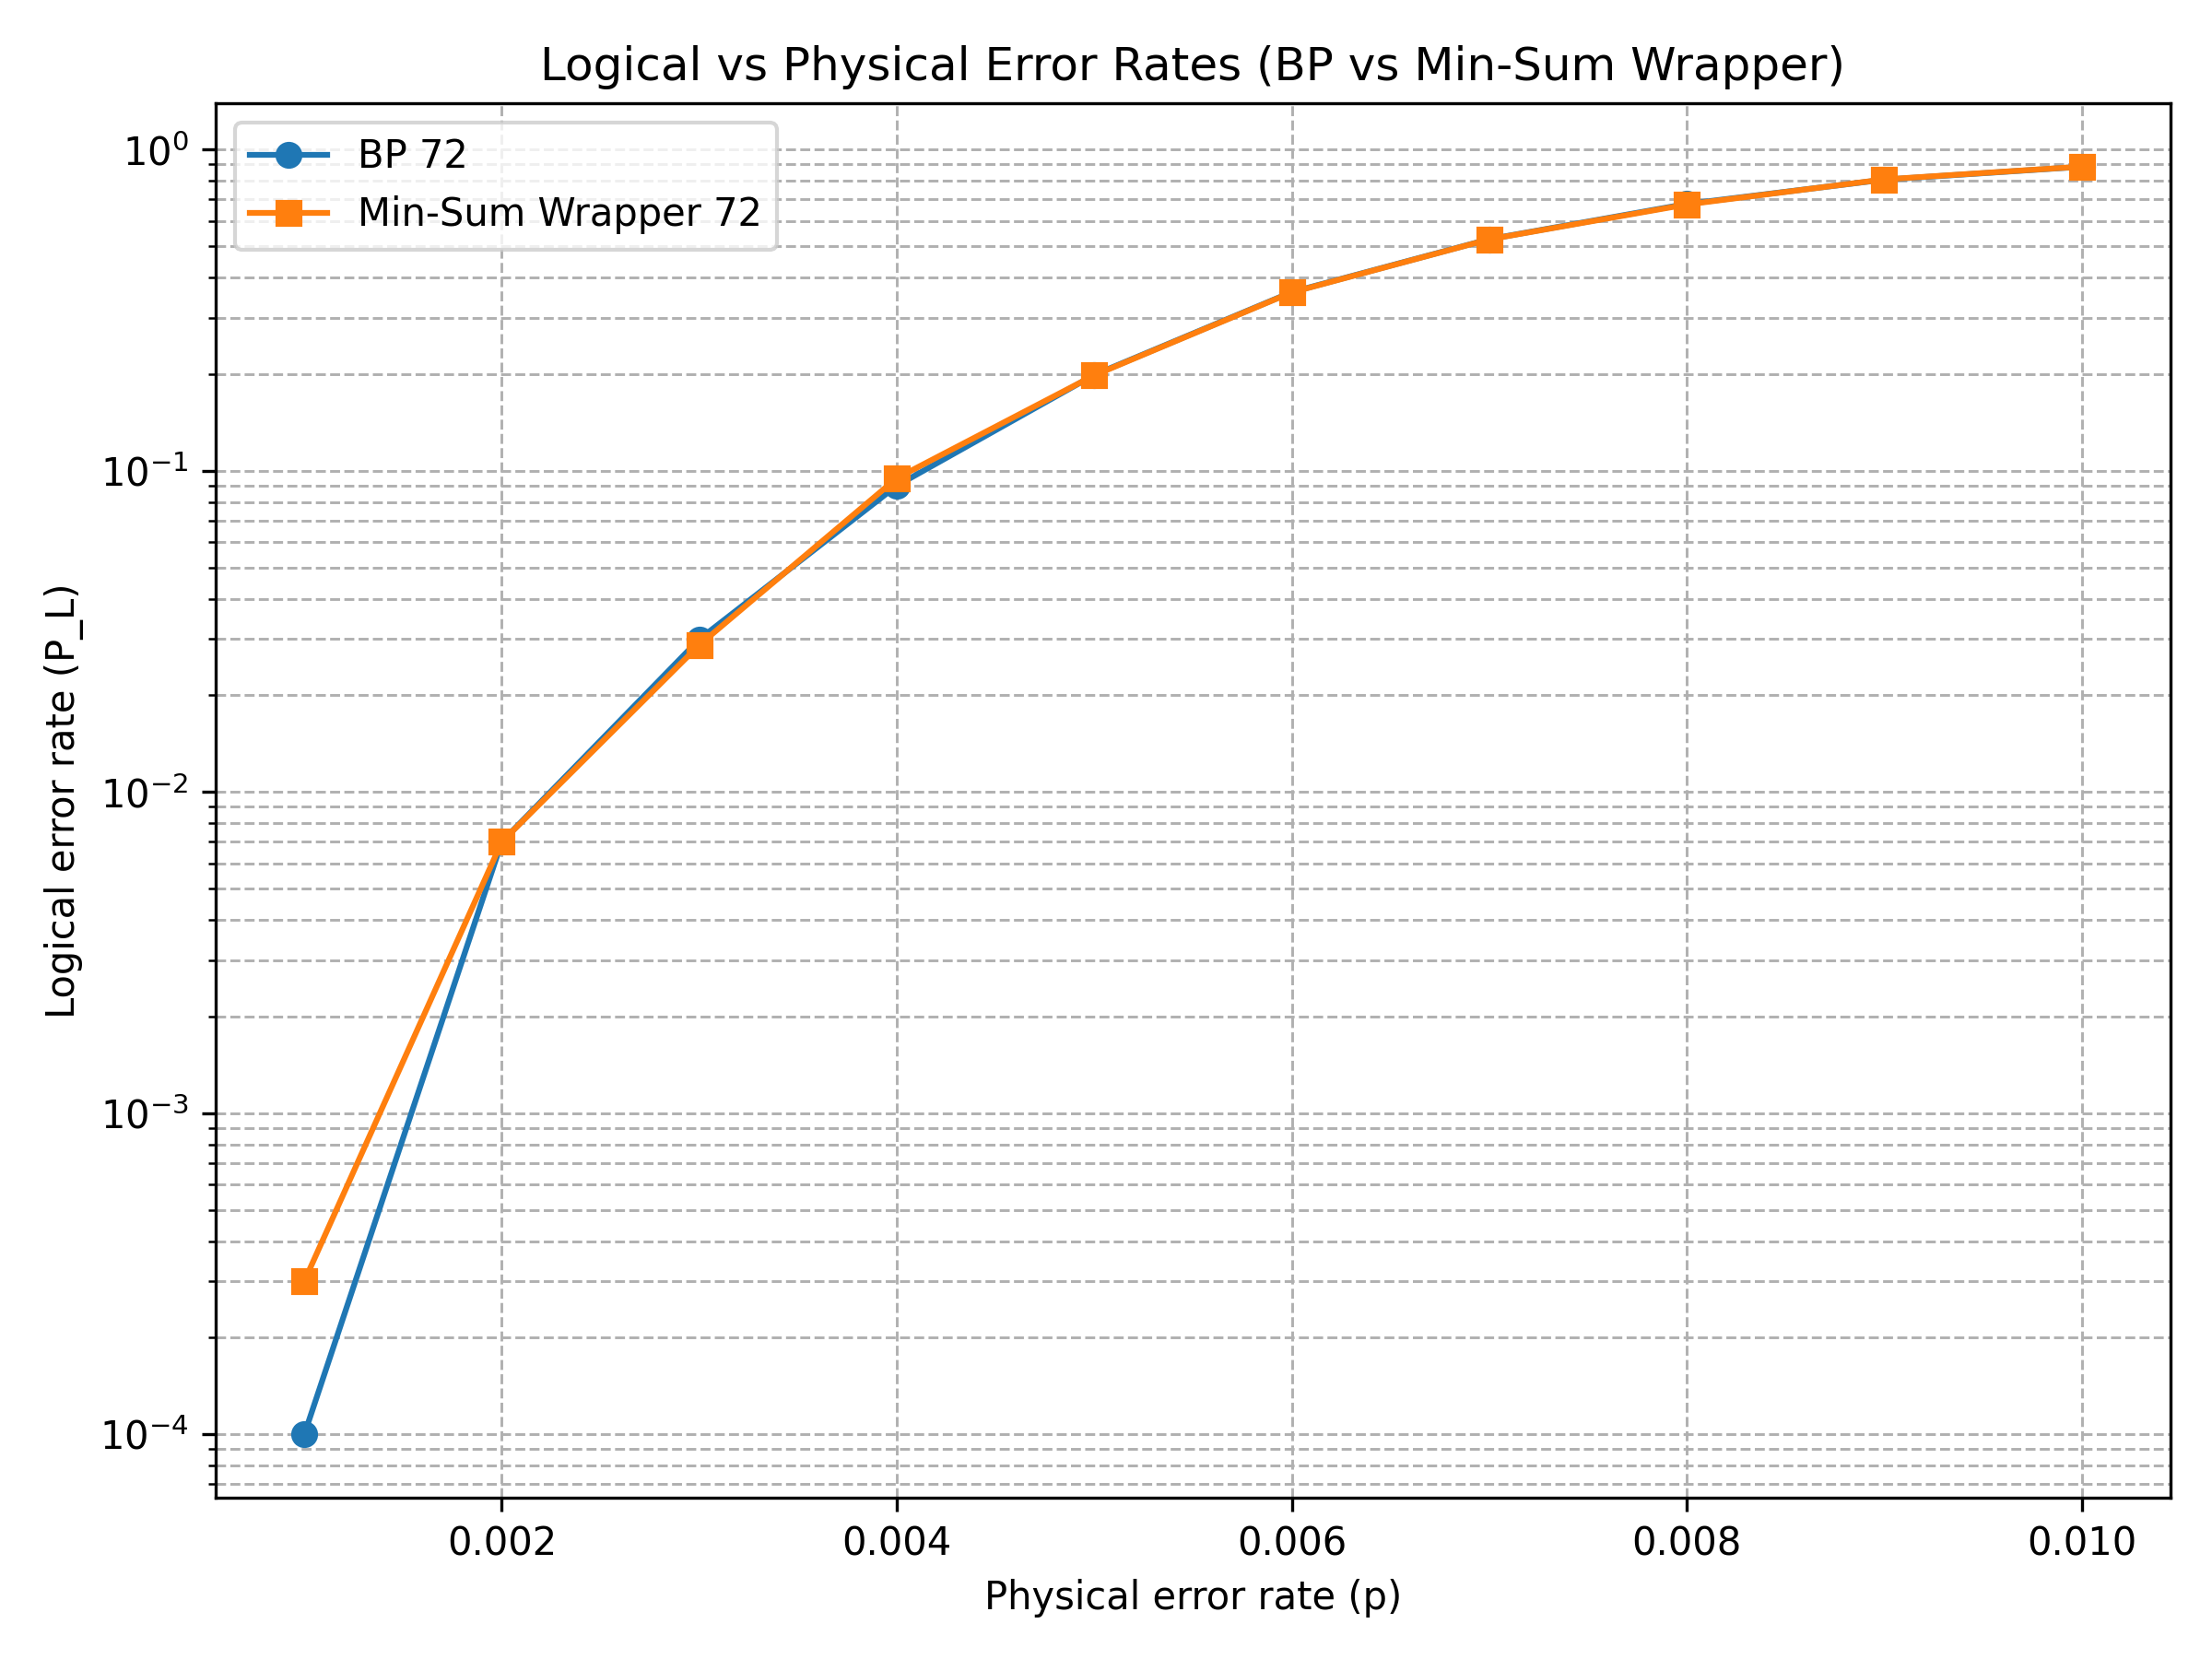 Logical vs Physical Error Rates (BP vs Min-Sum Wrapper)
BP 72
Min-Sum Wrapper 72
10⁰
10⁻¹
10⁻²
10⁻³
10⁻⁴
Logical error rate (P_L)
0.002 0.004 0.006 0.008 0.010
Physical error rate (p)